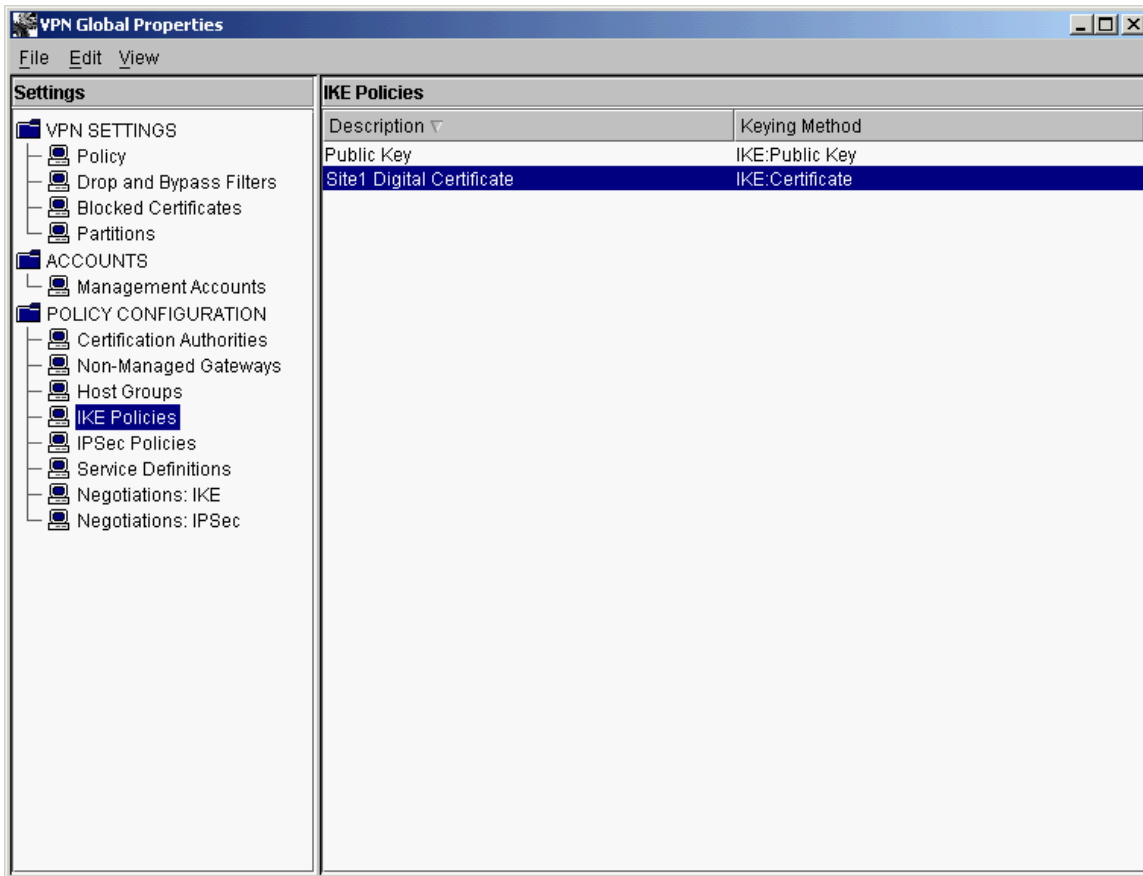 VPN Global Properties
File Edit View
Settings
VPN SETTINGS
Policy
Drop and Bypass Filters
Blocked Certificates
Partitions
ACCOUNTS
Management Accounts
POLICY CONFIGURATION
Certification Authorities
Non-Managed Gateways
Host Groups
IKE Policies
IPSec Policies
Service Definitions
Negotiations: IKE
Negotiations: IPSec
IKE Policies
Description Keying Method
Public Key IKE:Public Key
Site1 Digital Certificate IKE:Certificate